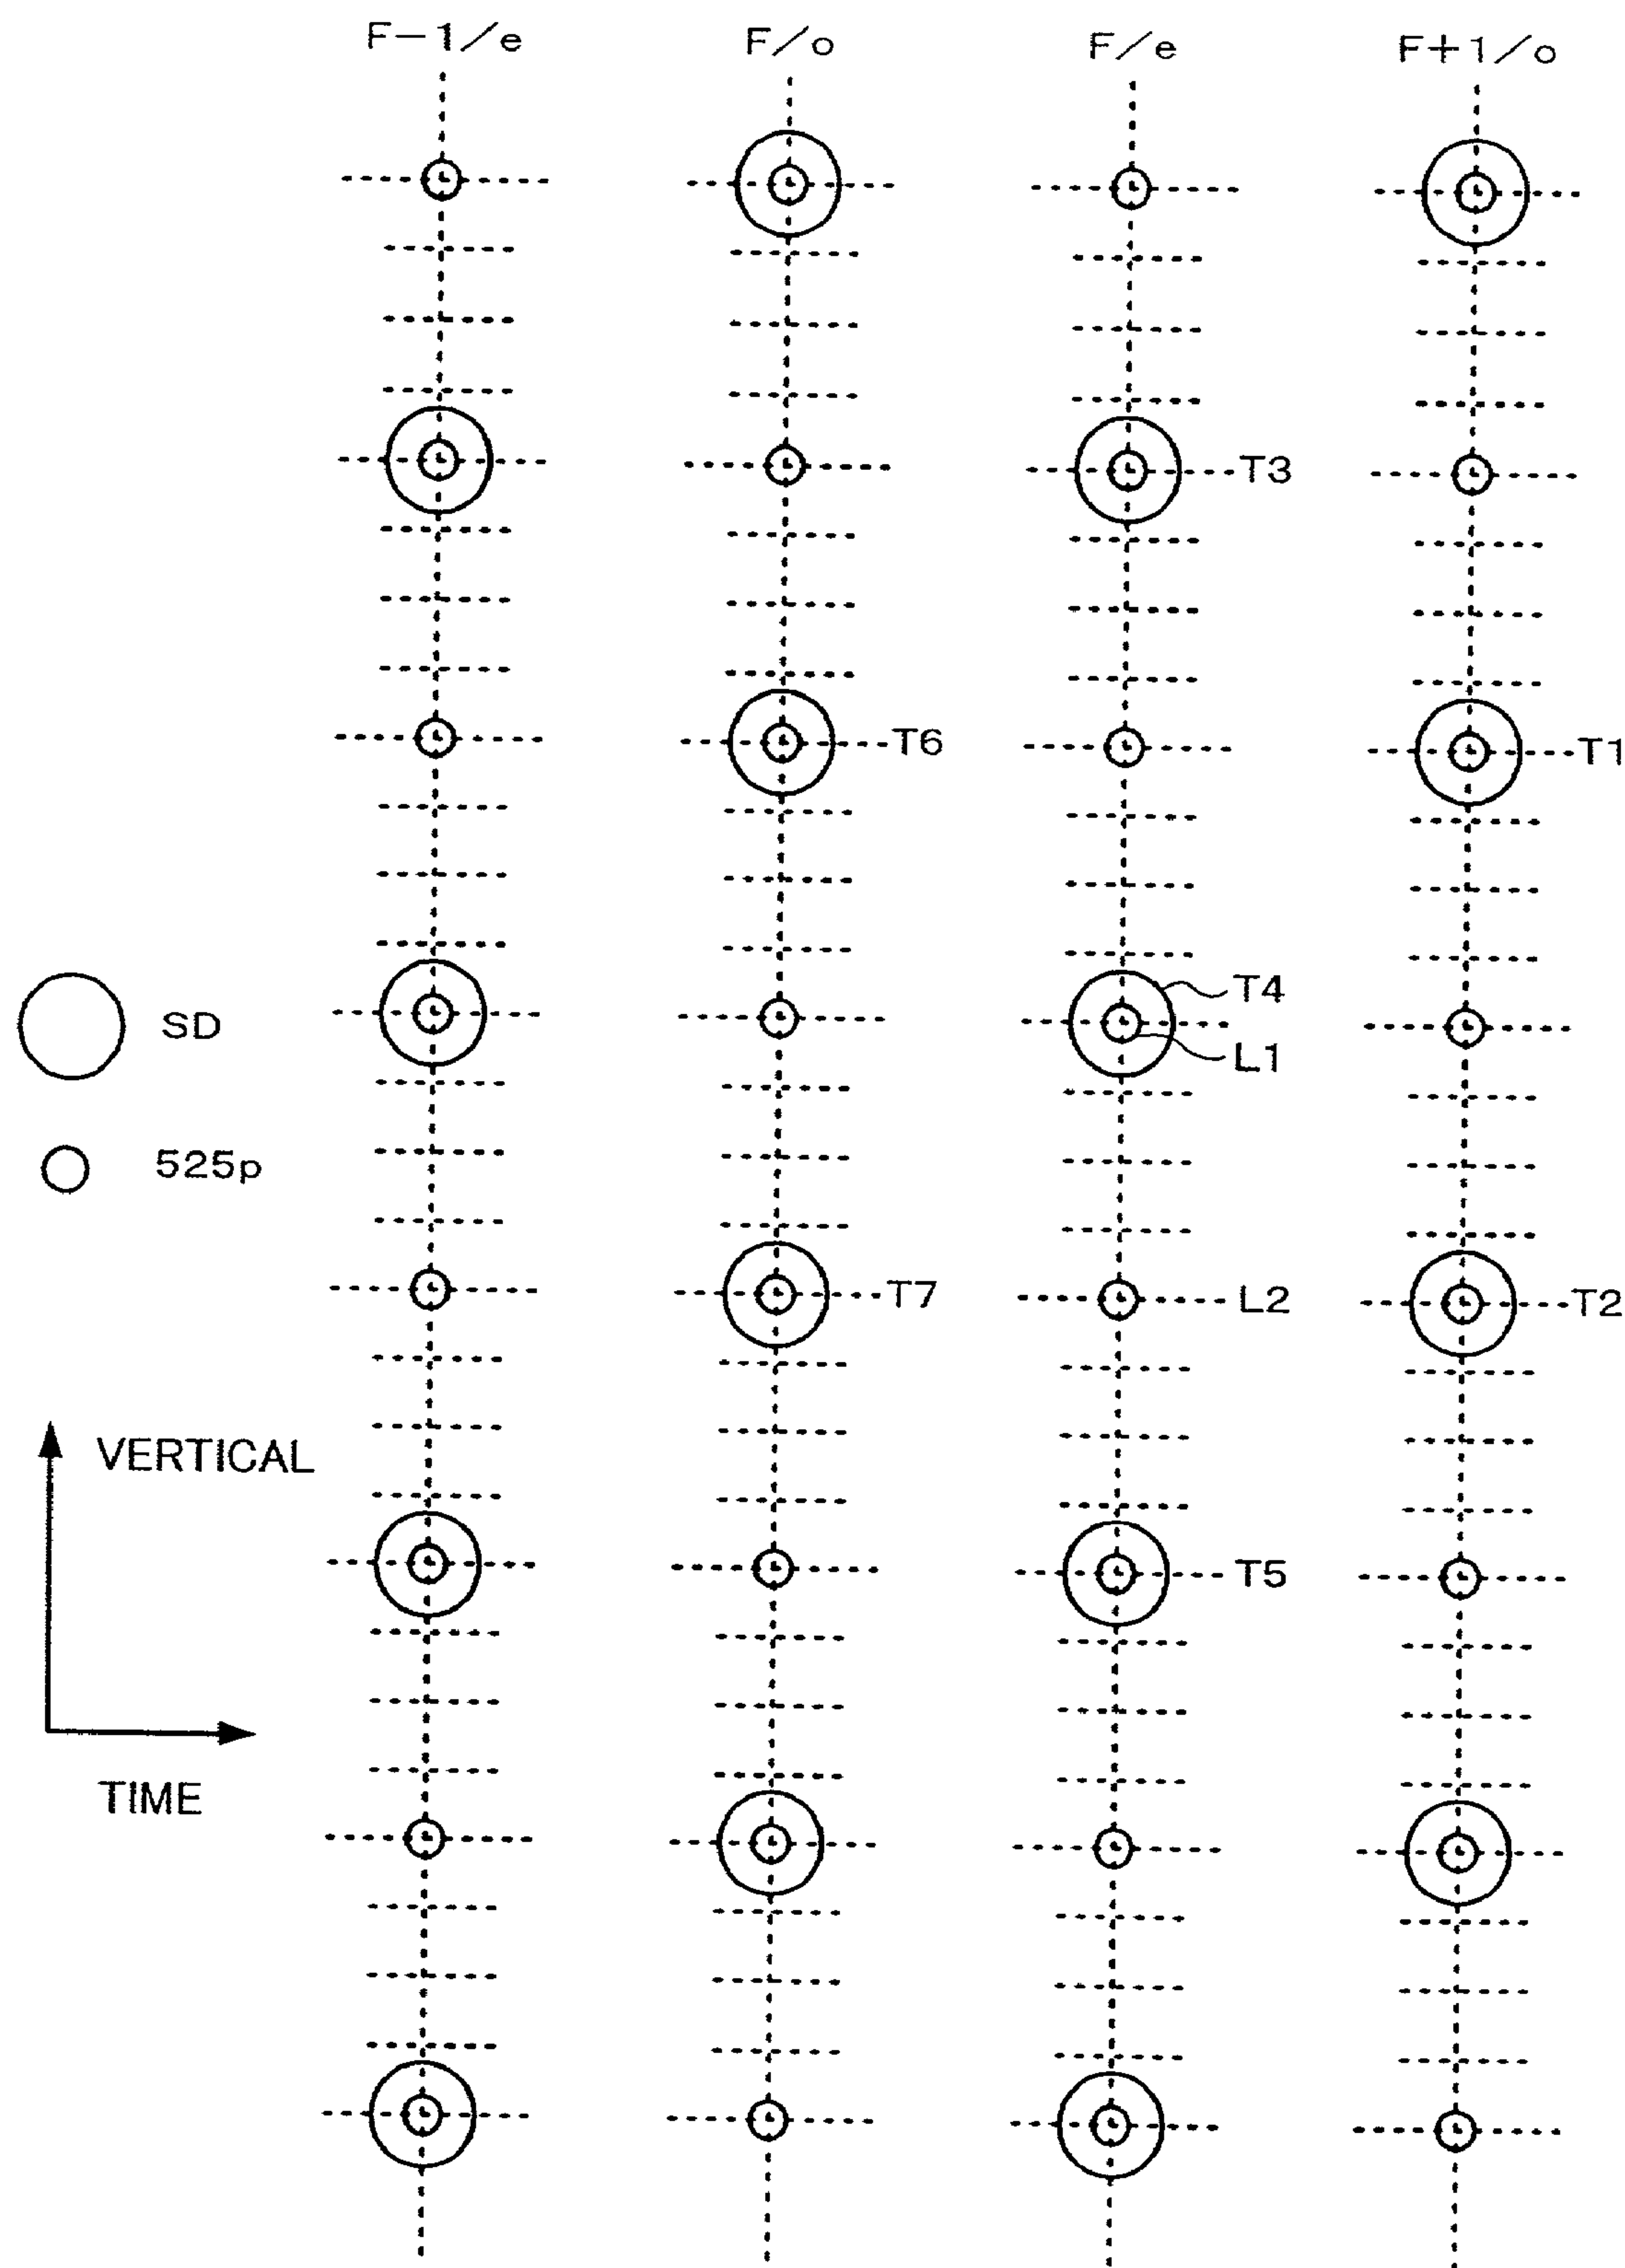 F-1/e F/o F/e F+1/o
T3
T6
T1
SD
T4
L1
525p
T7
L2
T2
VERTICAL
T5
TIME